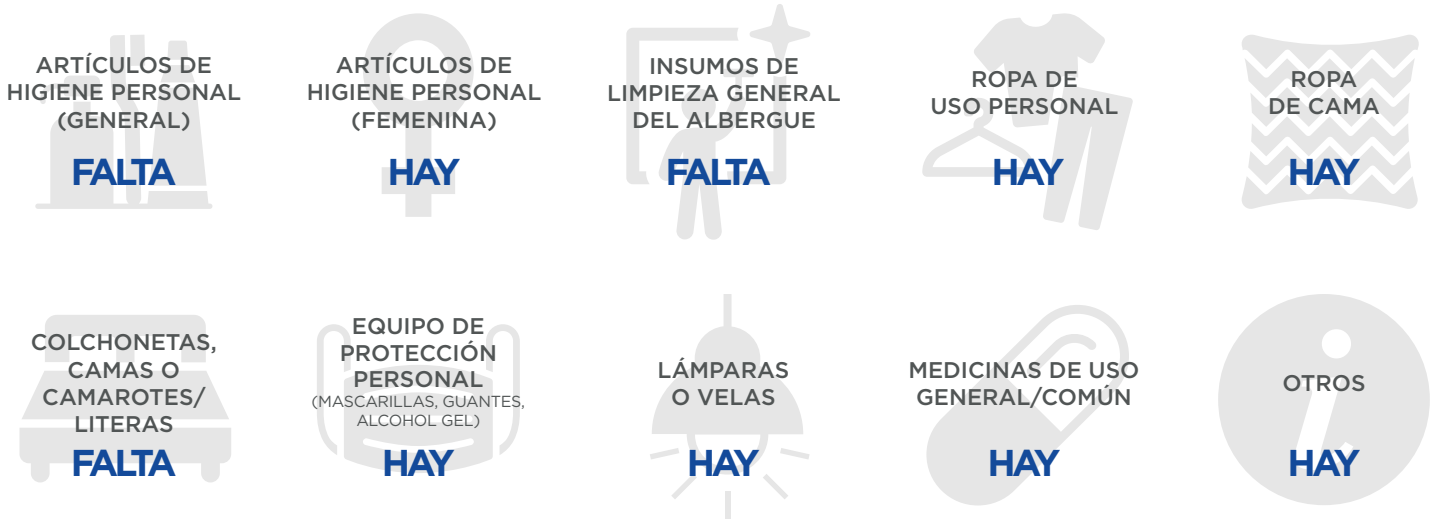 ARTÍCULOS DE
HIGIENE PERSONAL
(GENERAL)
FALTA
ARTÍCULOS DE
HIGIENE PERSONAL
(FEMENINA)
HAY
INSUMOS DE
LIMPIEZA GENERAL
DEL ALBERGUE
FALTA
ROPA DE
USO PERSONAL
HAY
ROPA
DE CAMA
HAY
COLCHONETAS,
CAMAS O
CAMAROTES/
LITERAS
FALTA
EQUIPO DE
PROTECCIÓN
PERSONAL
(MASCARILLAS, GUANTES,
ALCOHOL GEL)
HAY
LÁMPARAS
O VELAS
HAY
MEDICINAS DE USO
GENERAL/COMÚN
HAY
OTROS
HAY